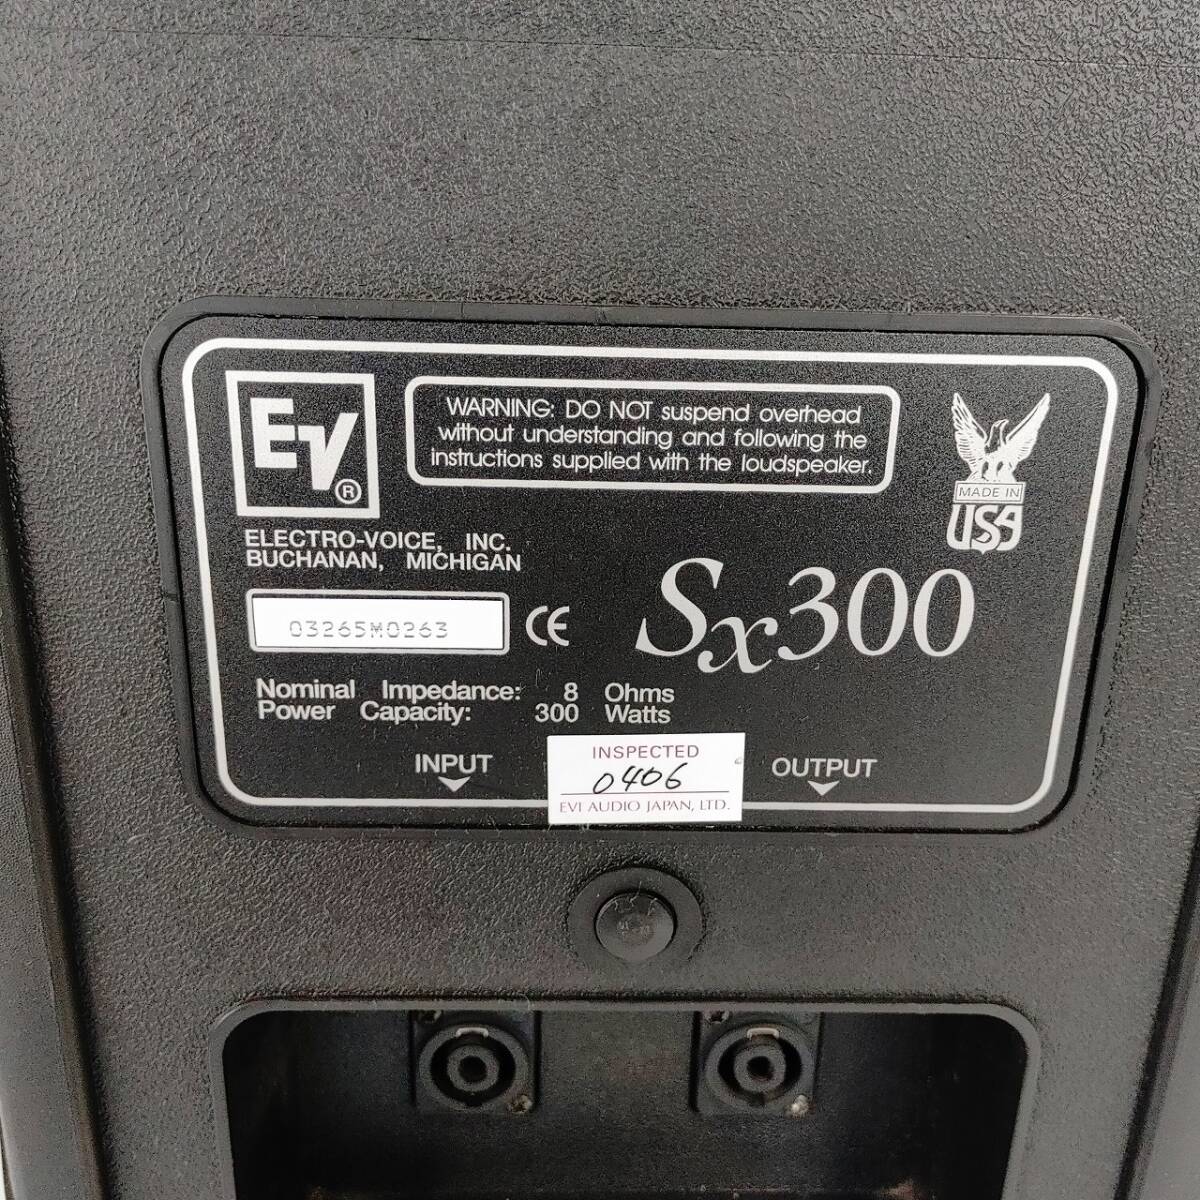 EV®
WARNING: DO NOT suspend overhead
without understanding and following the
instructions supplied with the loudspeaker.
MADE IN
USA
ELECTRO-VOICE, INC.
BUCHANAN, MICHIGAN
03265M0263
CE
Sx300
Nominal Impedance: 8 Ohms
Power Capacity: 300 Watts
INPUT
INSPECTED
0406
EVI AUDIO JAPAN, LTD.
OUTPUT